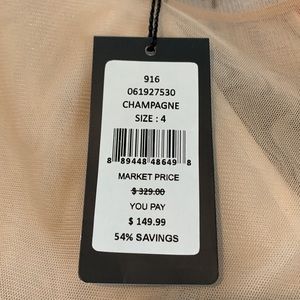 916
061927530
CHAMPAGNE
SIZE : 4
8 89448 48649 8
MARKET PRICE
$ 329.00
YOU PAY
$ 149.99
54% SAVINGS